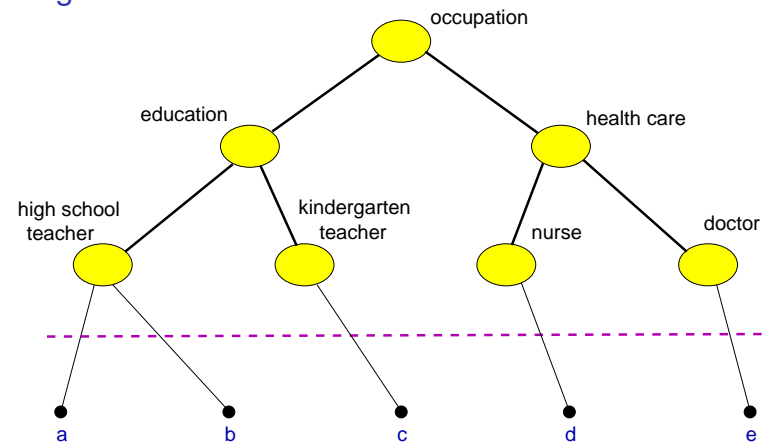 occupation
education
health care
high school
teacher
kindergarten
teacher
nurse
doctor
a
b
c
d
e